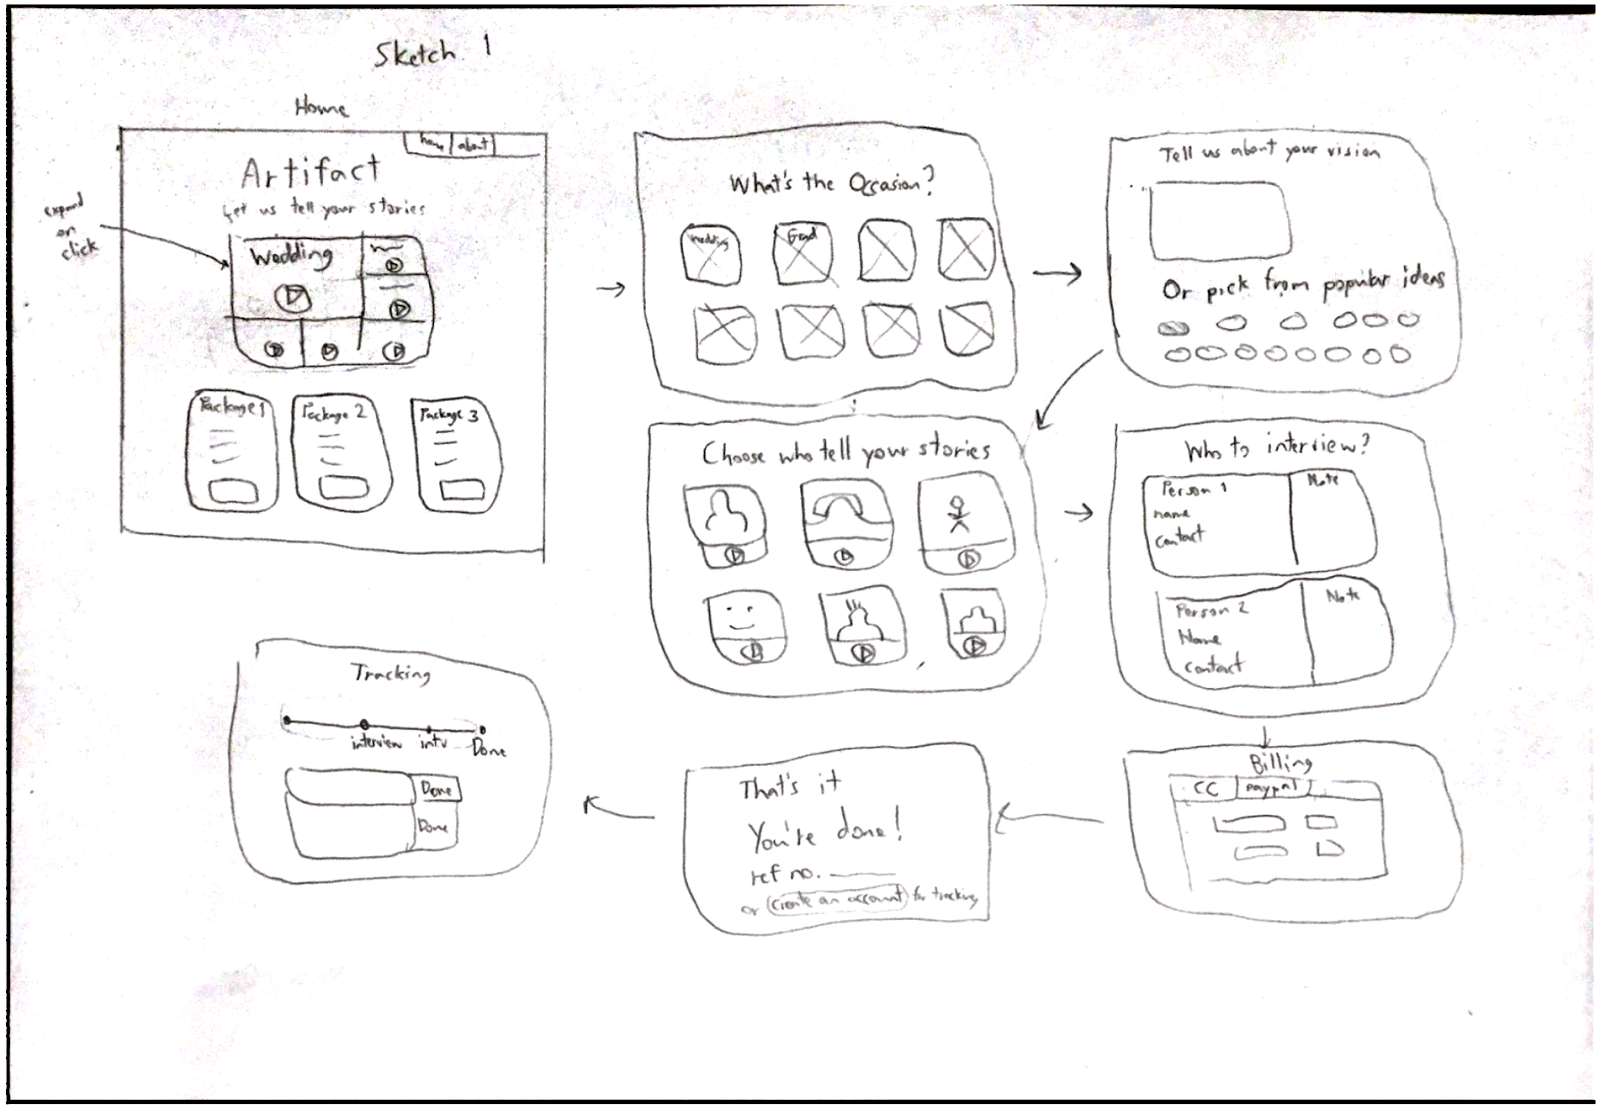 Sketch 1
Home
home about
Artifact
Let us tell your stories
expand
on
click
Wedding
Package 1
Package 2
Package 3
What's the Occasion?
Wedding
Grad
Tell us about your vision
Or pick from popular ideas
Choose who tell your stories
Who to interview?
Person 1
Note
name
contact
Person 2
Note
Name
contact
Billing
CC
paypal
That's it
You're done!
ref no.
or create an account for tracking
Tracking
interview intv Done
Done
Done